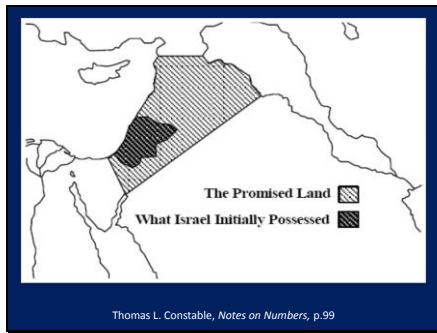 The Promised Land
What Israel Initially Possessed
Thomas L. Constable, Notes on Numbers, p.99